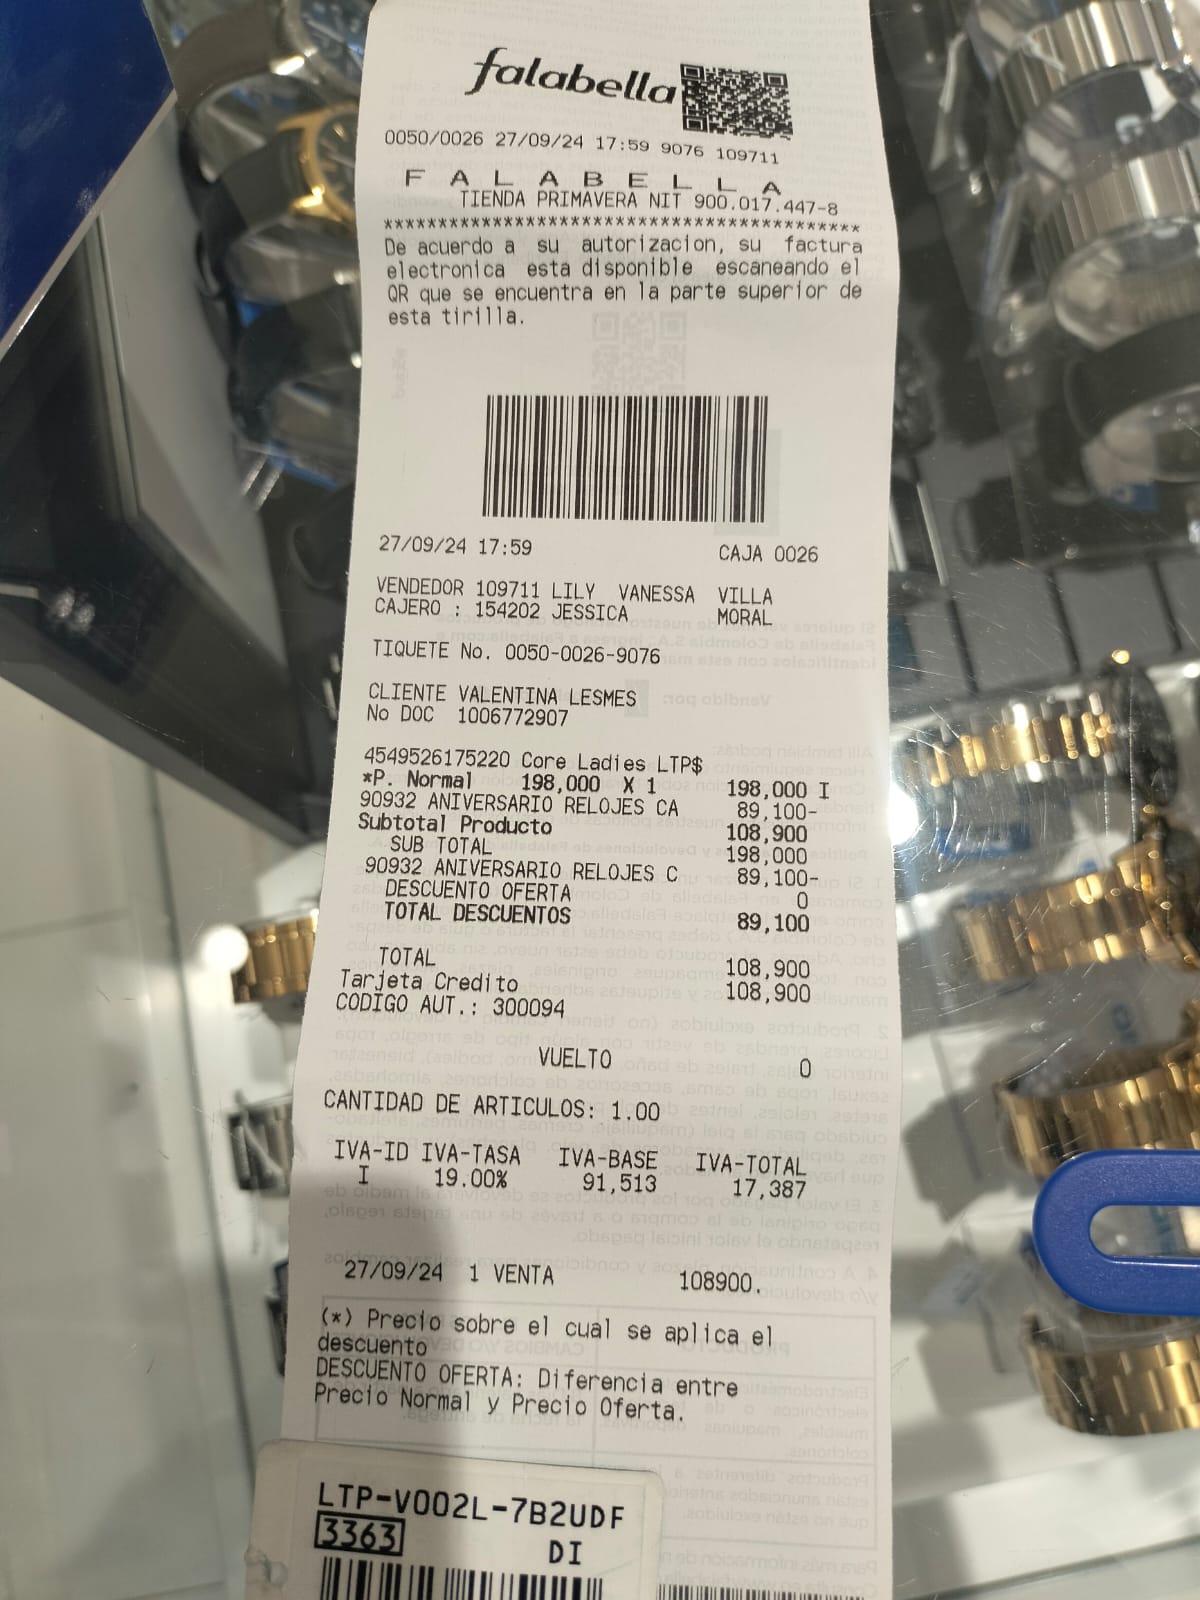 falabella
0050/0026 27/09/24 17:59 9076 109711
F A L A B E L L A
TIENDA PRIMAVERA NIT 900.017.447-8
********************************************
De acuerdo a su autorizacion, su factura
electronica esta disponible escaneando el
QR que se encuentra en la parte superior de
esta tirilla.
27/09/24 17:59 CAJA 0026
VENDEDOR 109711 LILY VANESSA VILLA
CAJERO : 154202 JESSICA MORAL
TIQUETE No. 0050-0026-9076
CLIENTE VALENTINA LESMES
No DOC 1006772907
4549526175220 Core Ladies LTP$
*P. Normal 198,000 X 1 198,000 I
90932 ANIVERSARIO RELOJES CA 89,100-
Subtotal Producto 108,900
SUB TOTAL 198,000
90932 ANIVERSARIO RELOJES C 89,100-
DESCUENTO OFERTA 0
TOTAL DESCUENTOS 89,100
TOTAL 108,900
Tarjeta Credito 108,900
CODIGO AUT.: 300094
VUELTO 0
CANTIDAD DE ARTICULOS: 1.00
IVA-ID IVA-TASA IVA-BASE IVA-TOTAL
I 19.00% 91,513 17,387
27/09/24 1 VENTA 108900.
(*) Precio sobre el cual se aplica el
descuento
DESCUENTO OFERTA: Diferencia entre
Precio Normal y Precio Oferta.
LTP-V002L-7B2UDF
3363 DI